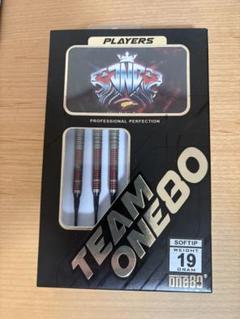 PLAYERS
PROFESSIONAL PERFECTION
TEAM
ONE80
SOFTIP
WEIGHT
19
GRAM
one80